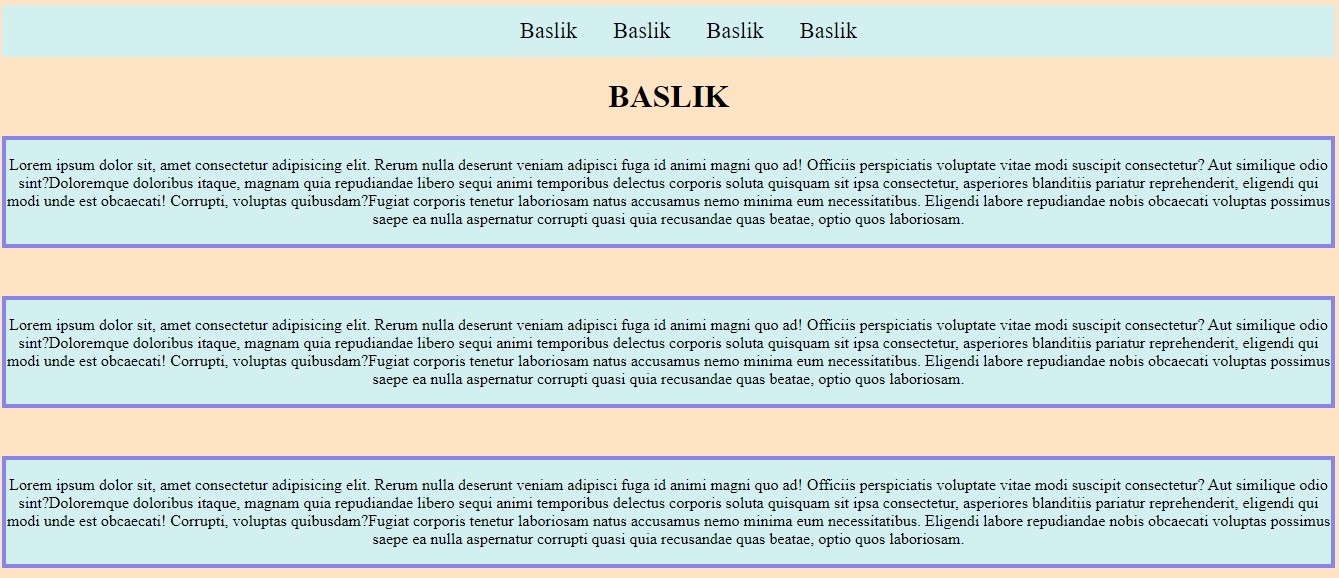 Baslik Baslik Baslik Baslik
BASLIK
Lorem ipsum dolor sit, amet consectetur adipisicing elit. Rerum nulla deserunt veniam adipisci fuga id animi magni quo ad! Officiis perspiciatis voluptate vitae modi suscipit consectetur? Aut similique odio
sint?Doloremque doloribus itaque, magnam quia repudiandae libero sequi animi temporibus delectus corporis soluta quisquam sit ipsa consectetur, asperiores blanditiis pariatur reprehenderit, eligendi qui
modi unde est obcaecati! Corrupti, voluptas quibusdam?Fugiat corporis tenetur laboriosam natus accusamus nemo minima eum necessitatibus. Eligendi labore repudiandae nobis obcaecati voluptas possimus
saepe ea nulla aspernatur corrupti quasi quia recusandae quas beatae, optio quos laboriosam.
Lorem ipsum dolor sit, amet consectetur adipisicing elit. Rerum nulla deserunt veniam adipisci fuga id animi magni quo ad! Officiis perspiciatis voluptate vitae modi suscipit consectetur? Aut similique odio
sint?Doloremque doloribus itaque, magnam quia repudiandae libero sequi animi temporibus delectus corporis soluta quisquam sit ipsa consectetur, asperiores blanditiis pariatur reprehenderit, eligendi qui
modi unde est obcaecati! Corrupti, voluptas quibusdam?Fugiat corporis tenetur laboriosam natus accusamus nemo minima eum necessitatibus. Eligendi labore repudiandae nobis obcaecati voluptas possimus
saepe ea nulla aspernatur corrupti quasi quia recusandae quas beatae, optio quos laboriosam.
Lorem ipsum dolor sit, amet consectetur adipisicing elit. Rerum nulla deserunt veniam adipisci fuga id animi magni quo ad! Officiis perspiciatis voluptate vitae modi suscipit consectetur? Aut similique odio
sint?Doloremque doloribus itaque, magnam quia repudiandae libero sequi animi temporibus delectus corporis soluta quisquam sit ipsa consectetur, asperiores blanditiis pariatur reprehenderit, eligendi qui
modi unde est obcaecati! Corrupti, voluptas quibusdam?Fugiat corporis tenetur laboriosam natus accusamus nemo minima eum necessitatibus. Eligendi labore repudiandae nobis obcaecati voluptas possimus
saepe ea nulla aspernatur corrupti quasi quia recusandae quas beatae, optio quos laboriosam.